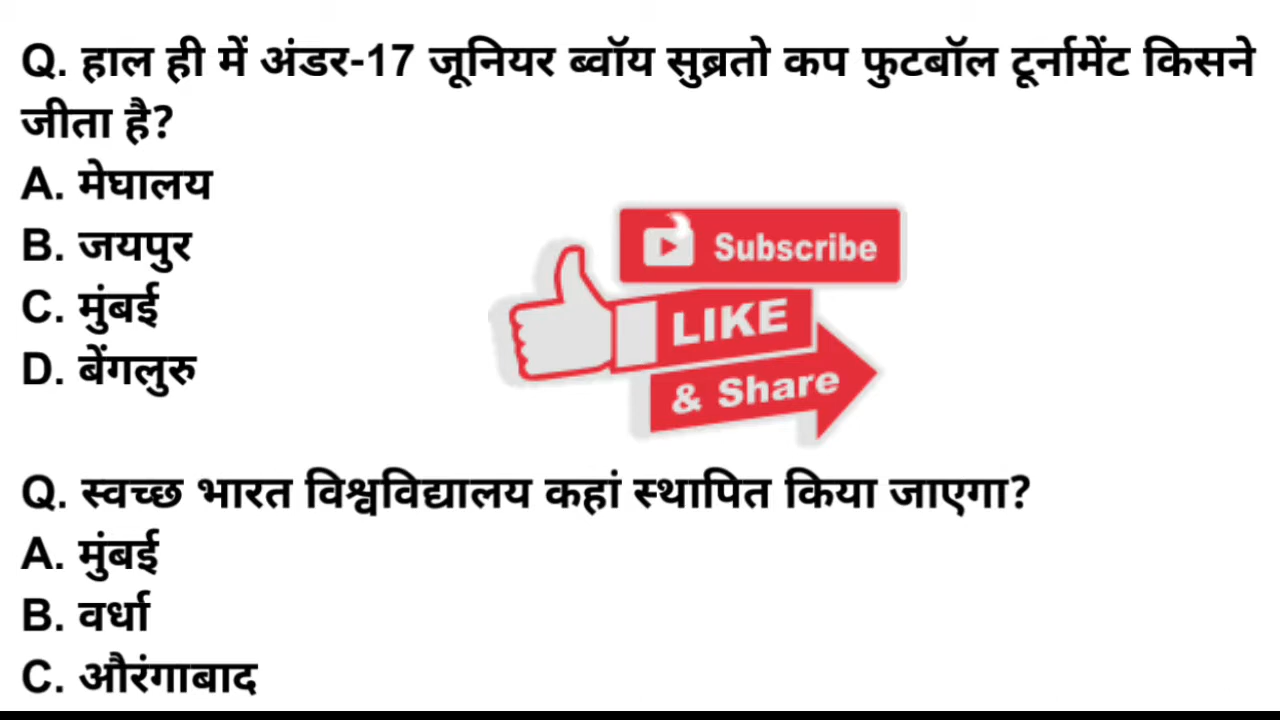 Q. हाल ही में अंडर-17 जूनियर ब्वॉय सुब्रतो कप फुटबॉल टूर्नामेंट किसने
जीता है?
A. मेघालय
B. जयपुर
C. मुंबई
D. बेंगलुरु
Subscribe
LIKE
& Share
Q. स्वच्छ भारत विश्वविद्यालय कहां स्थापित किया जाएगा?
A. मुंबई
B. वर्धा
C. औरंगाबाद